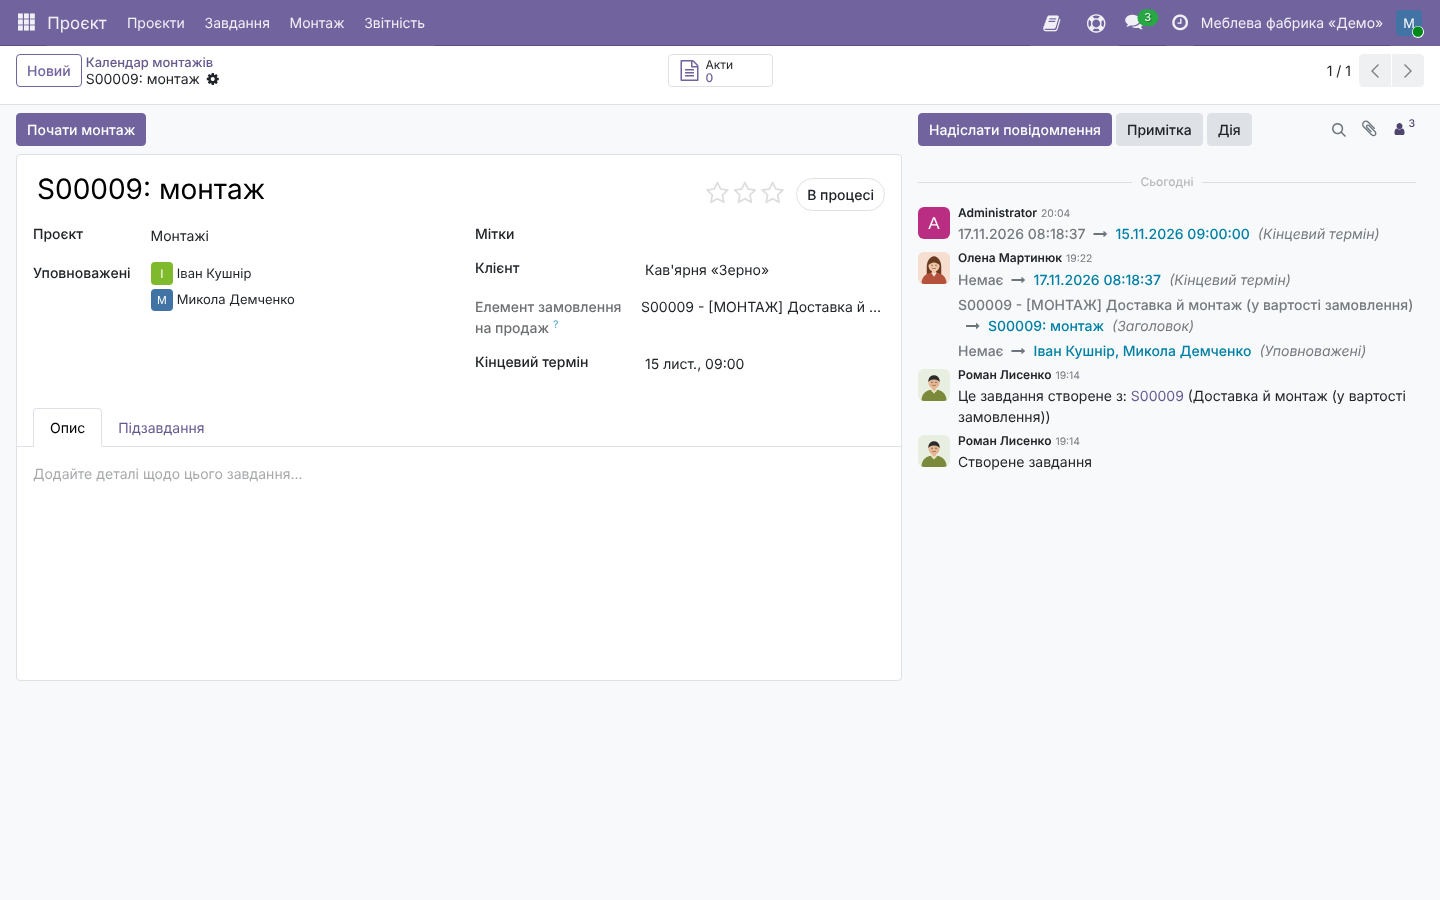 Проєкт Проєкти Завдання Монтаж Звітність 3 Меблева фабрика «Демо» M
Новий Календар монтажів
S00009: монтаж
Акти
0
1 / 1
Почати монтаж
S00009: монтаж
В процесі
Проєкт Монтажі
Уповноважені І Іван Кушнір
М Микола Демченко
Мітки
Клієнт Кав'ярня «Зерно»
Елемент замовлення на продаж ? S00009 - [МОНТАЖ] Доставка й ...
Кінцевий термін 15 лист., 09:00
Опис Підзавдання
Додайте деталі щодо цього завдання...
Надіслати повідомлення Примітка Дія 3
Сьогодні
A Administrator 20:04
17.11.2026 08:18:37 → 15.11.2026 09:00:00 (Кінцевий термін)
Олена Мартинюк 19:22
Немає → 17.11.2026 08:18:37 (Кінцевий термін)
S00009 - [МОНТАЖ] Доставка й монтаж (у вартості замовлення)
→ S00009: монтаж (Заголовок)
Немає → Іван Кушнір, Микола Демченко (Уповноважені)
Роман Лисенко 19:14
Це завдання створене з: S00009 (Доставка й монтаж (у вартості
замовлення))
Роман Лисенко 19:14
Створене завдання